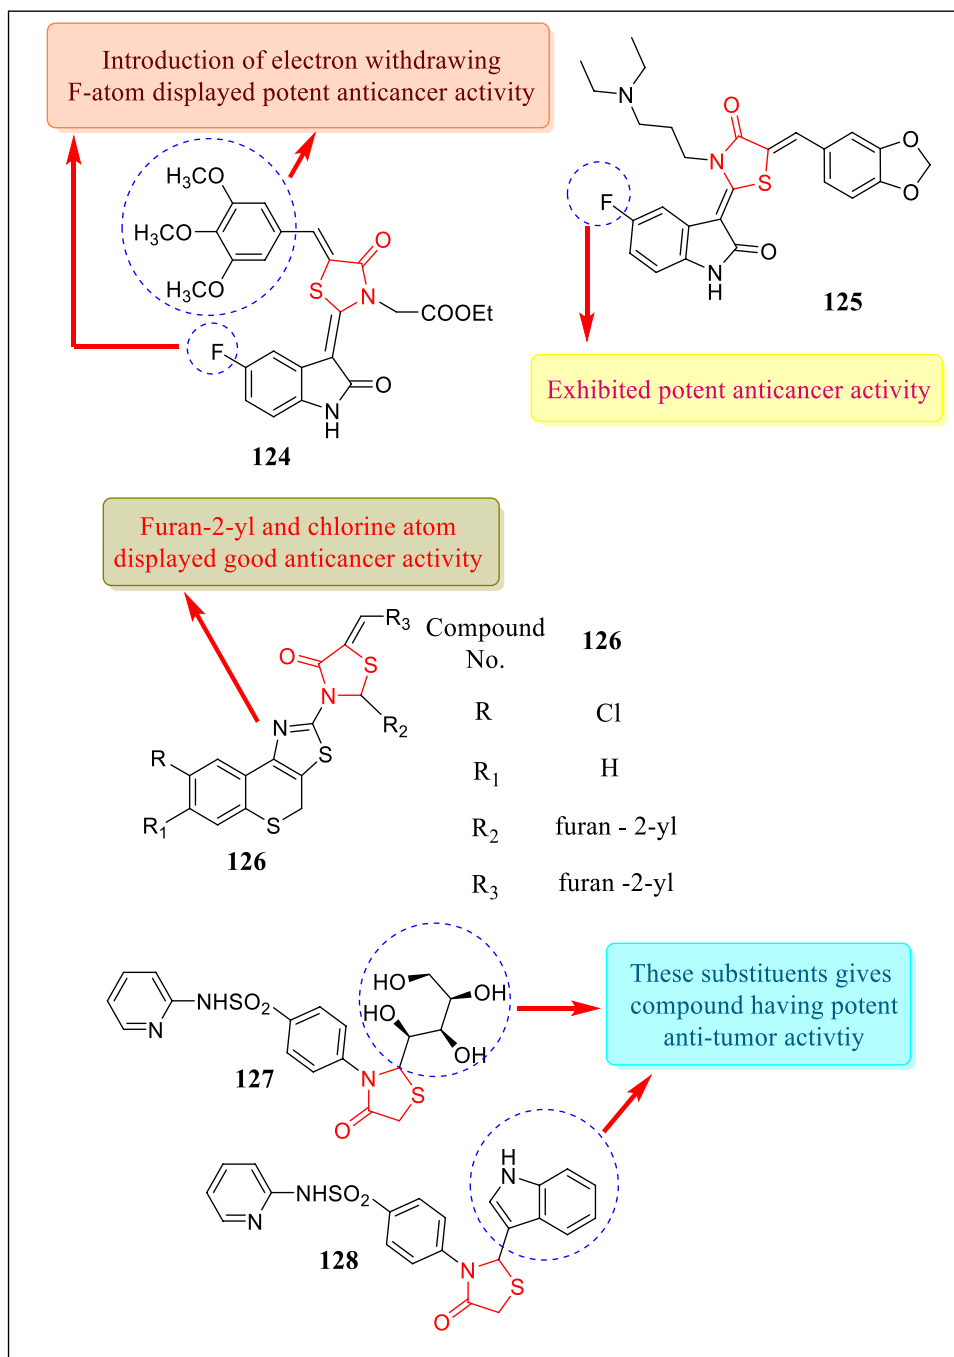 Introduction of electron withdrawing
F-atom displayed potent anticancer activity
H₃CO
H₃CO
H₃CO
O
S
N
COOEt
F
O
N
H
124
N
O
N
S
O
O
F
O
N
H
125
Exhibited potent anticancer activity
Furan-2-yl and chlorine atom
displayed good anticancer activity
R₃
O
S
N
R₂
N
S
R
R₁
S
126
Compound No. 126
R Cl
R₁ H
R₂ furan - 2-yl
R₃ furan -2-yl
HO
OH
HO
OH
NHSO₂
N
N
S
O
127
These substituents gives
compound having potent
anti-tumor activtiy
H
N
NHSO₂
N
N
S
O
128